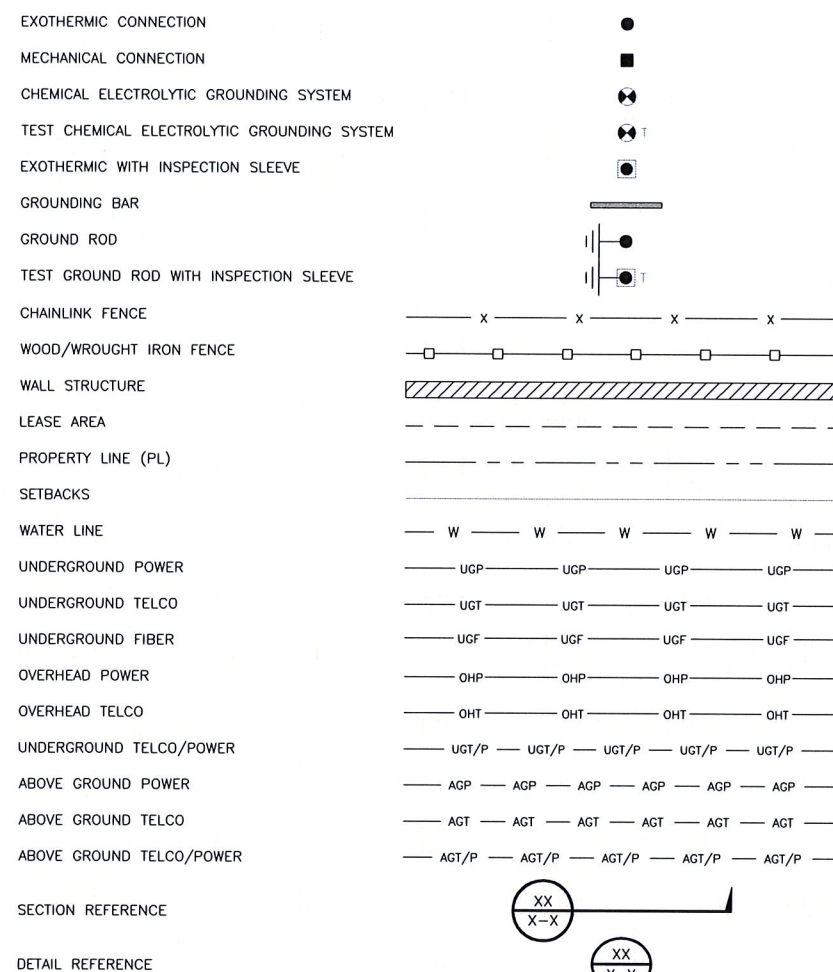 EXOTHERMIC CONNECTION
MECHANICAL CONNECTION
CHEMICAL ELECTROLYTIC GROUNDING SYSTEM
TEST CHEMICAL ELECTROLYTIC GROUNDING SYSTEM T
EXOTHERMIC WITH INSPECTION SLEEVE
GROUNDING BAR
GROUND ROD
TEST GROUND ROD WITH INSPECTION SLEEVE T
CHAINLINK FENCE X X X X
WOOD/WROUGHT IRON FENCE
WALL STRUCTURE
LEASE AREA
PROPERTY LINE (PL)
SETBACKS
WATER LINE W W W W W
UNDERGROUND POWER UGP UGP UGP UGP
UNDERGROUND TELCO UGT UGT UGT UGT
UNDERGROUND FIBER UGF UGF UGF UGF
OVERHEAD POWER OHP OHP OHP OHP
OVERHEAD TELCO OHT OHT OHT OHT
UNDERGROUND TELCO/POWER UGT/P UGT/P UGT/P UGT/P UGT/P
ABOVE GROUND POWER AGP AGP AGP AGP AGP AGP
ABOVE GROUND TELCO AGT AGT AGT AGT AGT AGT
ABOVE GROUND TELCO/POWER AGT/P AGT/P AGT/P AGT/P AGT/P
XX
SECTION REFERENCE X-X
XX
DETAIL REFERENCE X-X